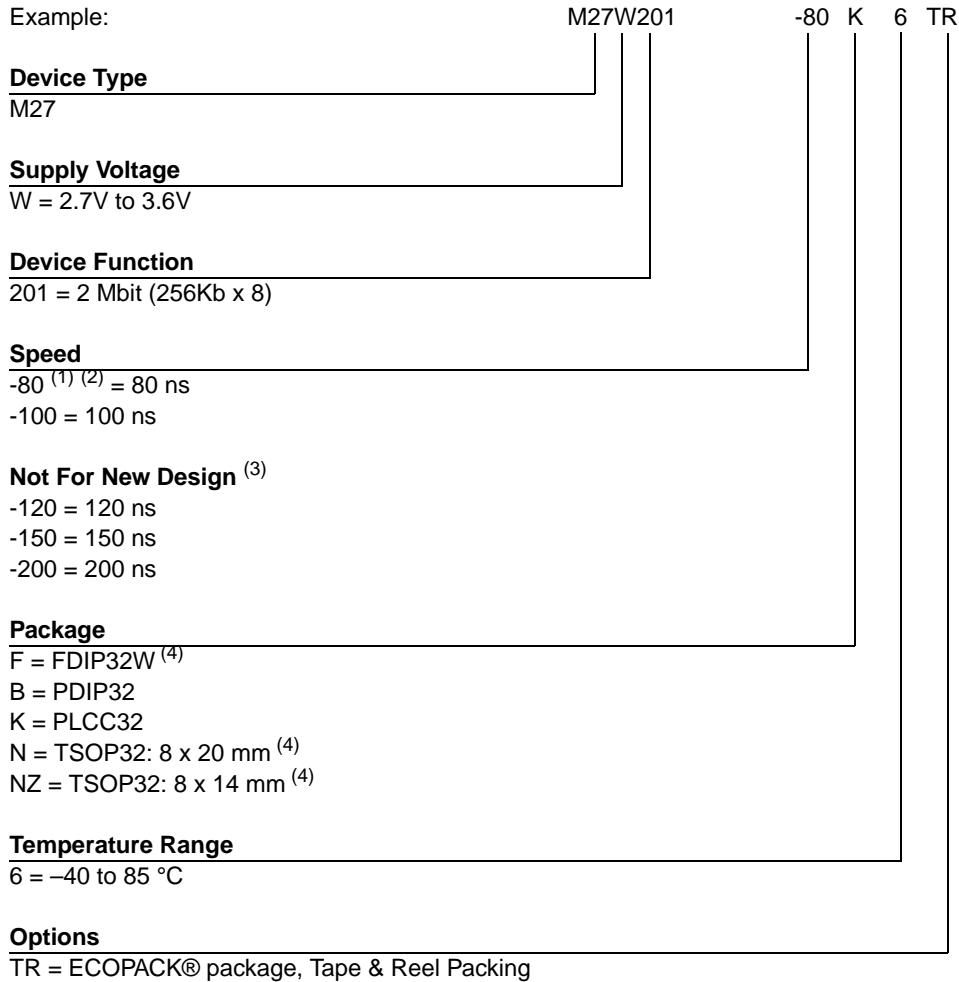 Example: M27W201 -80 K 6 TR
Device Type
M27
Supply Voltage
W = 2.7V to 3.6V
Device Function
201 = 2 Mbit (256Kb x 8)
Speed
-80 (1) (2) = 80 ns
-100 = 100 ns
Not For New Design (3)
-120 = 120 ns
-150 = 150 ns
-200 = 200 ns
Package
F = FDIP32W (4)
B = PDIP32
K = PLCC32
N = TSOP32: 8 x 20 mm (4)
NZ = TSOP32: 8 x 14 mm (4)
Temperature Range
6 = –40 to 85 °C
Options
TR = ECOPACK® package, Tape & Reel Packing